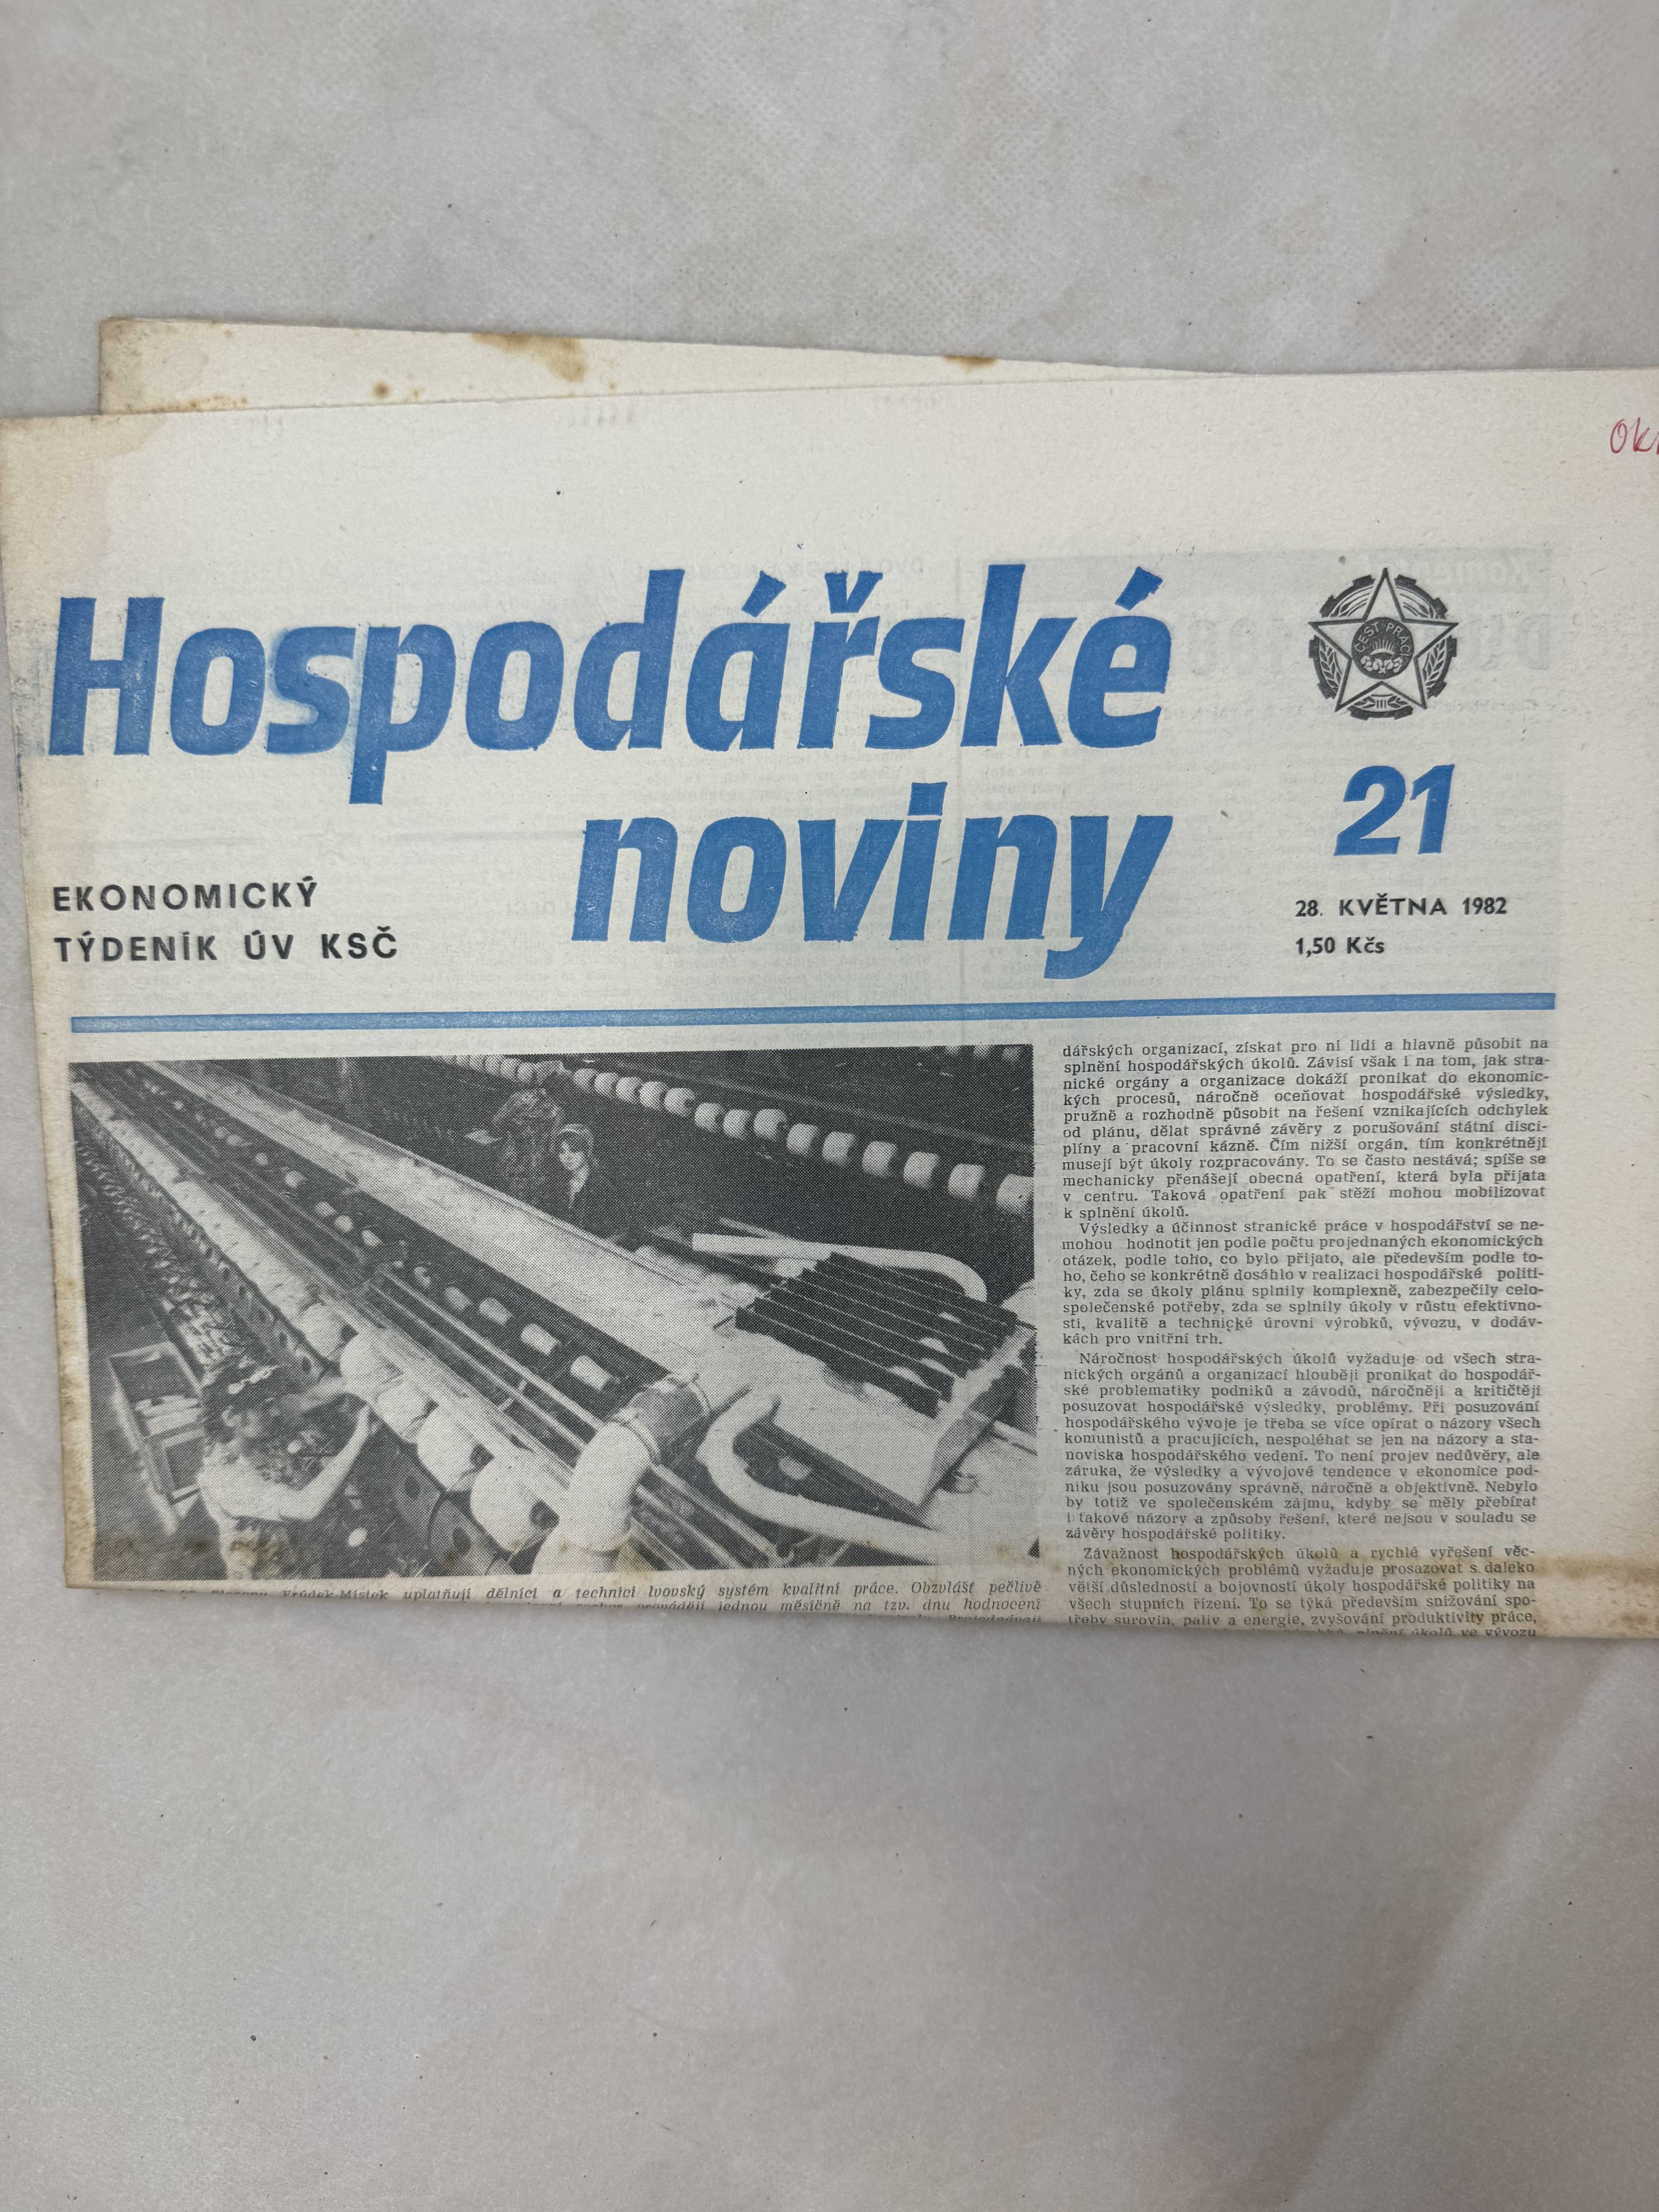 Hospodářské
noviny
ČEST PRÁCI
21
EKONOMICKÝ
TÝDENÍK ÚV KSČ
28. KVĚTNA 1982
1,50 Kčs
dářských organizací, získat pro ni lidi a hlavně působit na
splnění hospodářských úkolů. Závisí však i na tom, jak stra-
nické orgány a organizace dokáží pronikat do ekonomic-
kých procesů, náročně oceňovat hospodářské výsledky,
pružně a rozhodně působit na řešení vznikajících odchylek
od plánu, dělat správné závěry z porušování státní disci-
plíny a pracovní kázně. Čím nižší orgán, tím konkrétněji
musejí být úkoly rozpracovány. To se často nestává; spíše se
mechanicky přenášejí obecná opatření, která byla přijata
v centru. Taková opatření pak stěží mohou mobilizovat
k splnění úkolů.
Výsledky a účinnost stranické práce v hospodářství se ne-
mohou hodnotit jen podle počtu projednaných ekonomických
otázek, podle toho, co bylo přijato, ale především podle to-
ho, čeho se konkrétně dosáhlo v realizaci hospodářské politi-
ky, zda se úkoly plánu splnily komplexně, zabezpečily celo-
společenské potřeby, zda se splnily úkoly v růstu efektivno-
sti, kvalitě a technické úrovni výrobků, vývozu, v dodáv-
kách pro vnitřní trh.
Náročnost hospodářských úkolů vyžaduje od všech stra-
nických orgánů a organizací hlouběji pronikat do hospodář-
ské problematiky podniků a závodů, náročněji a kritičtěji
posuzovat hospodářské výsledky, problémy. Při posuzování
hospodářského vývoje je třeba se více opírat o názory všech
komunistů a pracujících, nespoléhat se jen na názory a sta-
noviska hospodářského vedení. To není projev nedůvěry, ale
záruka, že výsledky a vývojové tendence v ekonomice pod-
niku jsou posuzovány správně, náročně a objektivně. Nebylo
by totiž ve společenském zájmu, kdyby se měly přebírat
i takové názory a způsoby řešení, které nejsou v souladu se
závěry hospodářské politiky.
Závažnost hospodářských úkolů a rychlé vyřešení věc-
ných ekonomických problémů vyžaduje prosazovat s daleko
větší důsledností a bojovností úkoly hospodářské politiky na
všech stupních řízení. To se týká především snižování spo-
třeby surovin, paliv a energie, zvyšování produktivity práce,
plnění úkolů ve vývozu
Frýdek-Místek uplatňují dělníci a technici lvovský systém kvalitní práce. Obzvlášť pečlivě
provádějí jednou měsíčně na tzv. dnu hodnocení